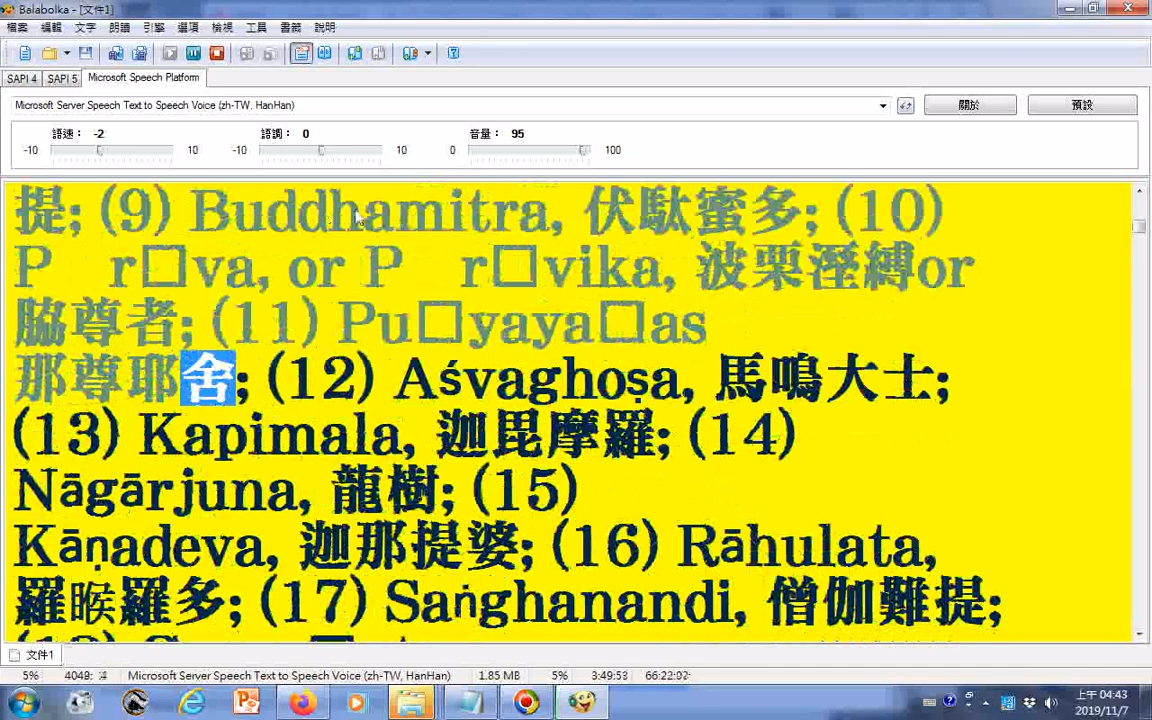 Balabolka - [文件1]
檔案 編輯 文字 朗讀 引擎 選項 檢視 工具 書籤 說明
SAPI 4 SAPI 5 Microsoft Speech Platform
Microsoft Server Speech Text to Speech Voice (zh-TW, HanHan) 關於 預設
語速： -2 語調： 0 音量： 95
-10 10 -10 10 0 100
提; (9) Buddhamitra, 伏駄蜜多; (10)
P r□va, or P r□vika, 波栗溼縛or
脇尊者; (11) Pu□yaya□as
那尊耶舍; (12) Aśvaghoṣa, 馬鳴大士;
(13) Kapimala, 迦毘摩羅; (14)
Nāgārjuna, 龍樹; (15)
Kāṇadeva, 迦那提婆; (16) Rāhulata,
羅睺羅多; (17) Saṅghanandi, 僧伽難提;
文件1
5% 4048: :4 Microsoft Server Speech Text to Speech Voice (zh-TW, HanHan) 1.85 MB 5% 3:49:53 66:22:02
上午 04:43
2019/11/7